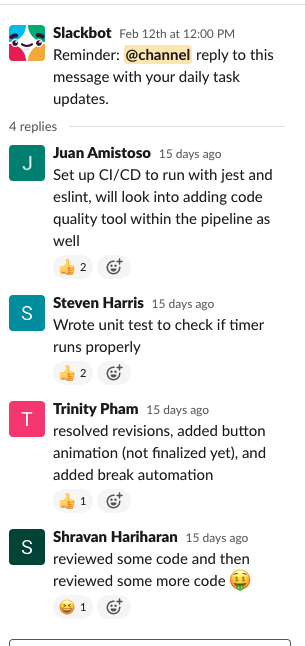 Slackbot Feb 12th at 12:00 PM
Reminder: @channel reply to this
message with your daily task
updates.
4 replies
J
Juan Amistoso 15 days ago
Set up CI/CD to run with jest and
eslint, will look into adding code
quality tool within the pipeline as
well
2
S
Steven Harris 15 days ago
Wrote unit test to check if timer
runs properly
2
T
Trinity Pham 15 days ago
resolved revisions, added button
animation (not finalized yet), and
added break automation
1
S
Shravan Hariharan 15 days ago
reviewed some code and then
reviewed some more code 🤑
1